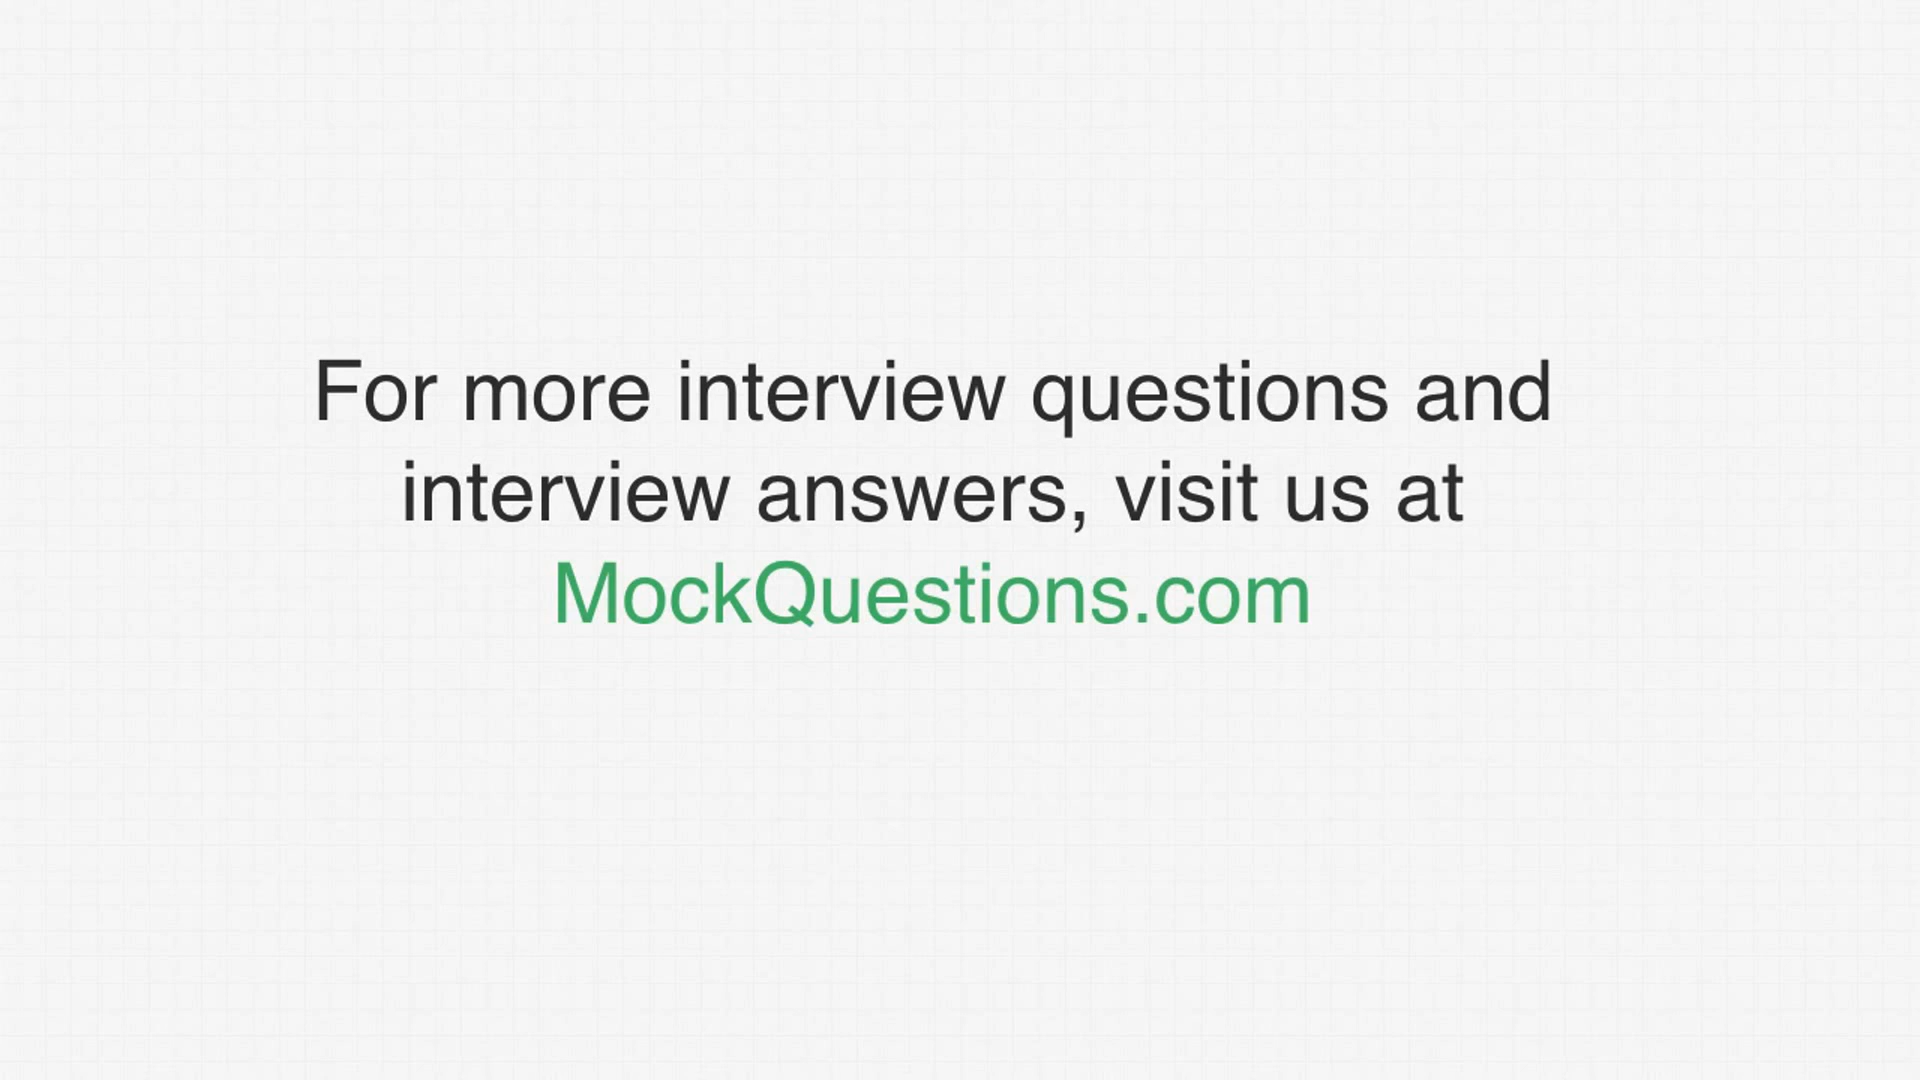 For more interview questions and
interview answers, visit us at
MockQuestions.com